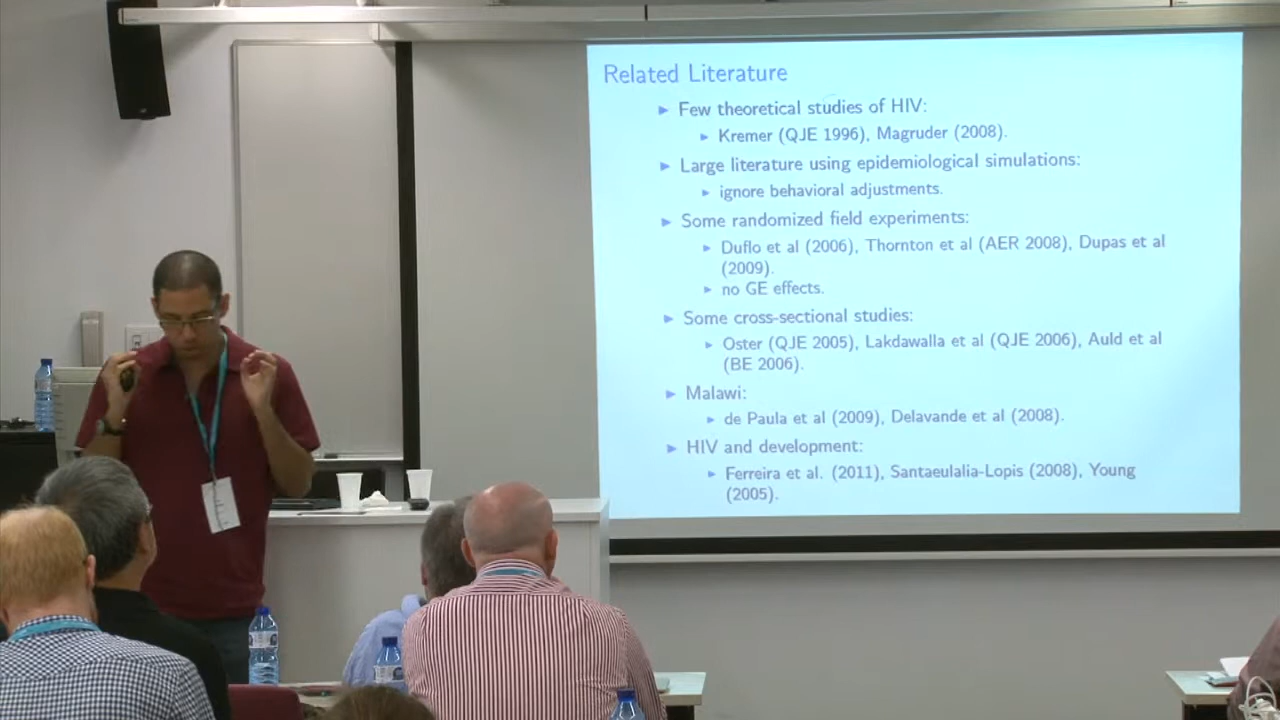 Related Literature
Few theoretical studies of HIV:
Kremer (QJE 1996), Magruder (2008).
Large literature using epidemiological simulations:
ignore behavioral adjustments.
Some randomized field experiments:
Duflo et al (2006), Thornton et al (AER 2008), Dupas et al
(2009).
no GE effects.
Some cross-sectional studies:
Oster (QJE 2005), Lakdawalla et al (QJE 2006), Auld et al
(BE 2006).
Malawi:
de Paula et al (2009), Delavande et al (2008).
HIV and development:
Ferreira et al. (2011), Santaeulalia-Lopis (2008), Young
(2005).